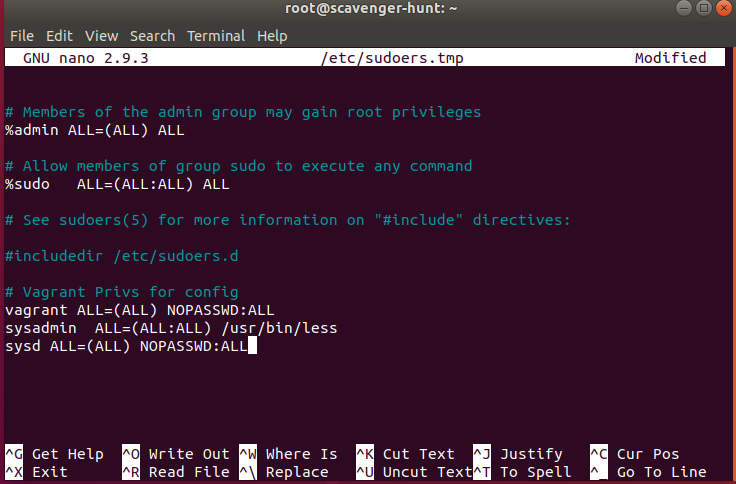 root@scavenger-hunt: ~
File Edit View Search Terminal Help
GNU nano 2.9.3 /etc/sudoers.tmp Modified
# Members of the admin group may gain root privileges
%admin ALL=(ALL) ALL
# Allow members of group sudo to execute any command
%sudo ALL=(ALL:ALL) ALL
# See sudoers(5) for more information on "#include" directives:
#includedir /etc/sudoers.d
# Vagrant Privs for config
vagrant ALL=(ALL) NOPASSWD:ALL
sysadmin ALL=(ALL:ALL) /usr/bin/less
sysd ALL=(ALL) NOPASSWD:ALL
^G Get Help ^O Write Out ^W Where Is ^K Cut Text ^J Justify ^C Cur Pos
^X Exit ^R Read File ^\ Replace ^U Uncut Text ^T To Spell ^_ Go To Line